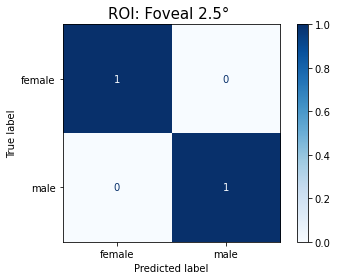 ROI: Foveal 2.5°
True label
female
1
0
male
0
1
female
male
Predicted label
1.0
0.8
0.6
0.4
0.2
0.0